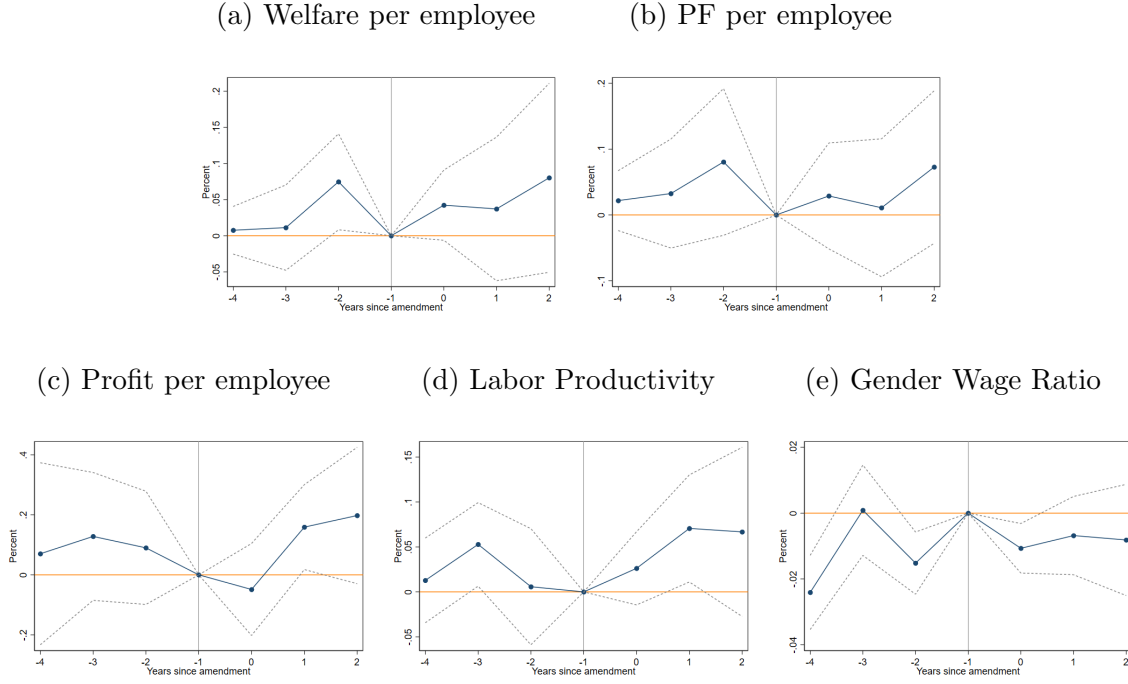 (a) Welfare per employee
(b) PF per employee
Percent
.2
.15
.1
.05
0
-.05
-4 -3 -2 -1 0 1 2
Years since amendment
Percent
.2
.1
0
-.1
-4 -3 -2 -1 0 1 2
Years since amendment
(c) Profit per employee
(d) Labor Productivity
(e) Gender Wage Ratio
Percent
.4
.2
0
-.2
-4 -3 -2 -1 0 1 2
Years since amendment
Percent
.15
.1
.05
0
-.05
-4 -3 -2 -1 0 1 2
Years since amendment
Percent
.02
0
-.02
-.04
-4 -3 -2 -1 0 1 2
Years since amendment